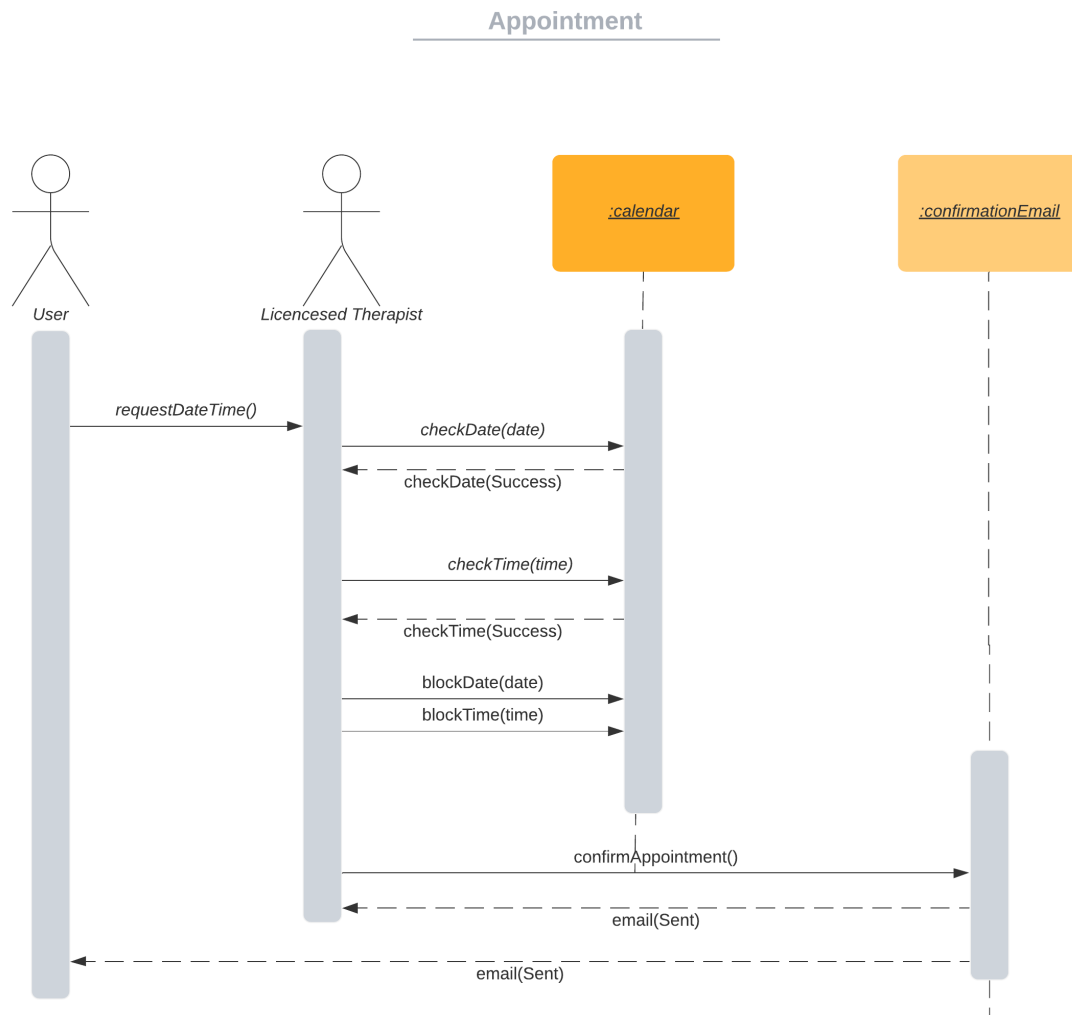 Appointment
:calendar
:confirmationEmail
User
Licencesed Therapist
requestDateTime()
checkDate(date)
checkDate(Success)
checkTime(time)
checkTime(Success)
blockDate(date)
blockTime(time)
confirmAppointment()
email(Sent)
email(Sent)